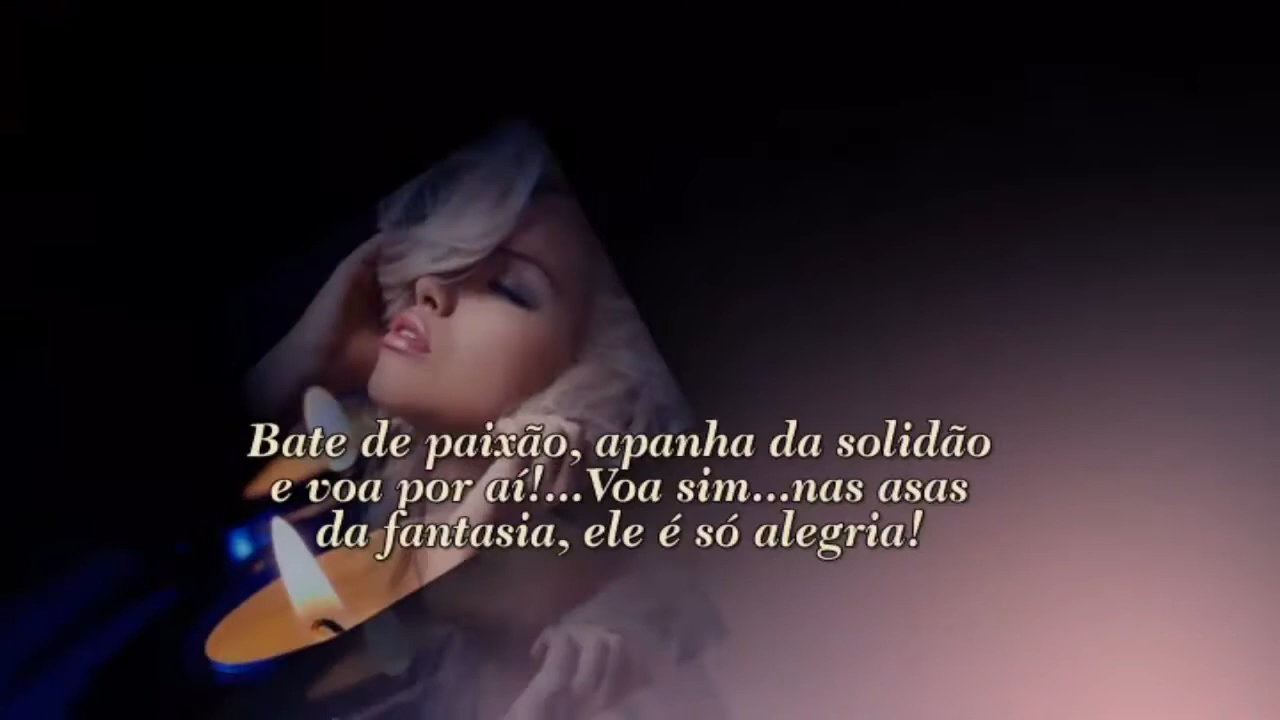 Bate de paixão, apanha da solidão
e voa por aí!...Voa sim...nas asas
da fantasia, ele é só alegria!